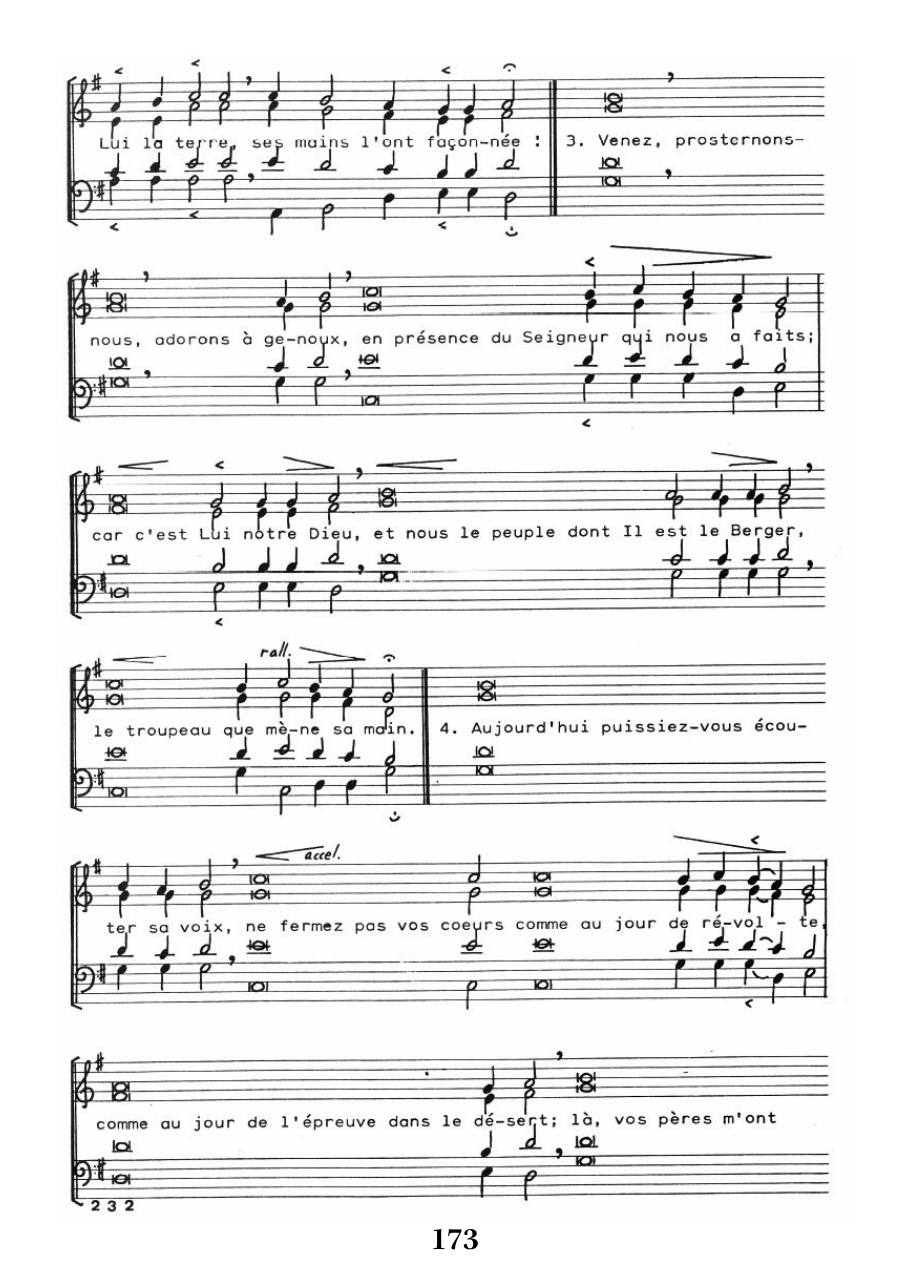 Lui la terre, ses mains l'ont façon-née : 3. Venez, prosternons-
nous, adorons à ge-noux, en présence du Seigneur qui nous a faits;
car c'est Lui notre Dieu, et nous le peuple dont Il est le Berger,
rall.
le troupeau que mè-ne sa main. 4. Aujourd'hui puissiez-vous écou-
accel.
ter sa voix, ne fermez pas vos coeurs comme au jour de ré-vol - te,
comme au jour de l'épreuve dans le dé-sert; là, vos pères m'ont
232
173